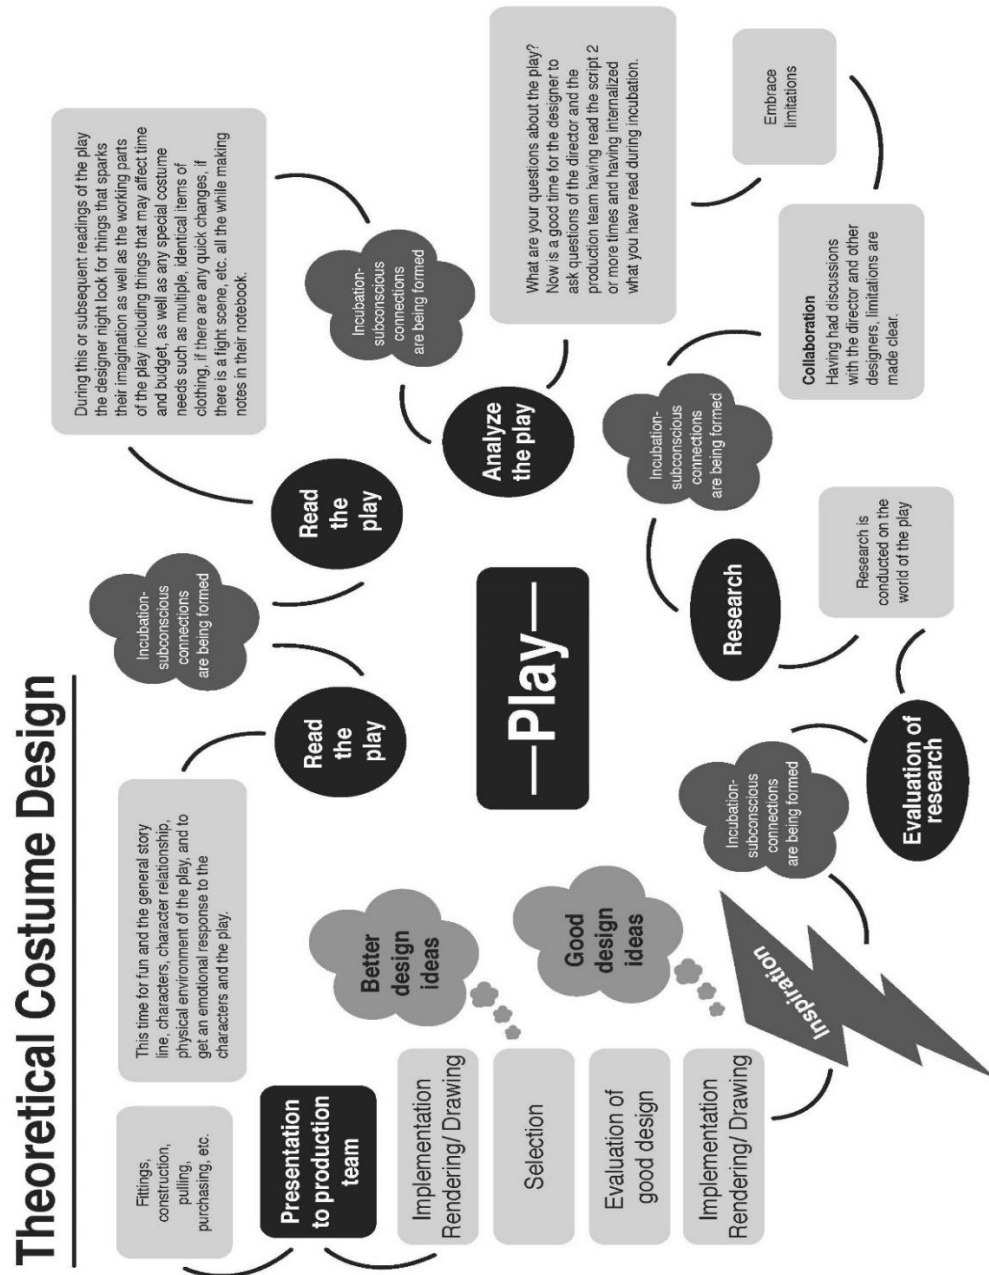 Theoretical Costume Design
This time for fun and the general story
line, characters, character relationship,
physical environment of the play, and to
get an emotional response to the
characters and the play.
Read
the
play
Incubation-
subconscious
connections
are being formed
Read
the
play
During this or subsequent readings of the play
the designer night look for things that sparks
their imagination as well as the working parts
of the play including things that may affect time
and budget, as well as any special costume
needs such as multiple, identical items of
clothing, if there are any quick changes, if
there is a fight scene, etc. all the while making
notes in their notebook.
Incubation-
subconscious
connections
are being formed
Analyze
the play
What are your questions about the play?
Now is a good time for the designer to
ask questions of the director and the
production team having read the script 2
or more times and having internalized
what you have read during incubation.
Embrace
limitations
Collaboration
Having had discussions
with the director and other
designers, limitations are
made clear.
Incubation-
subconscious
connections
are being formed
Research
Research is
conducted on the
world of the play
Evaluation of
research
Incubation-
subconscious
connections
are being formed
Inspiration
Implementation
Rendering/ Drawing
Good
design
ideas
Evaluation of
good design
Selection
Better
design
ideas
Implementation
Rendering/ Drawing
Presentation
to production
team
Fittings,
construction,
pulling,
purchasing, etc.
—Play—